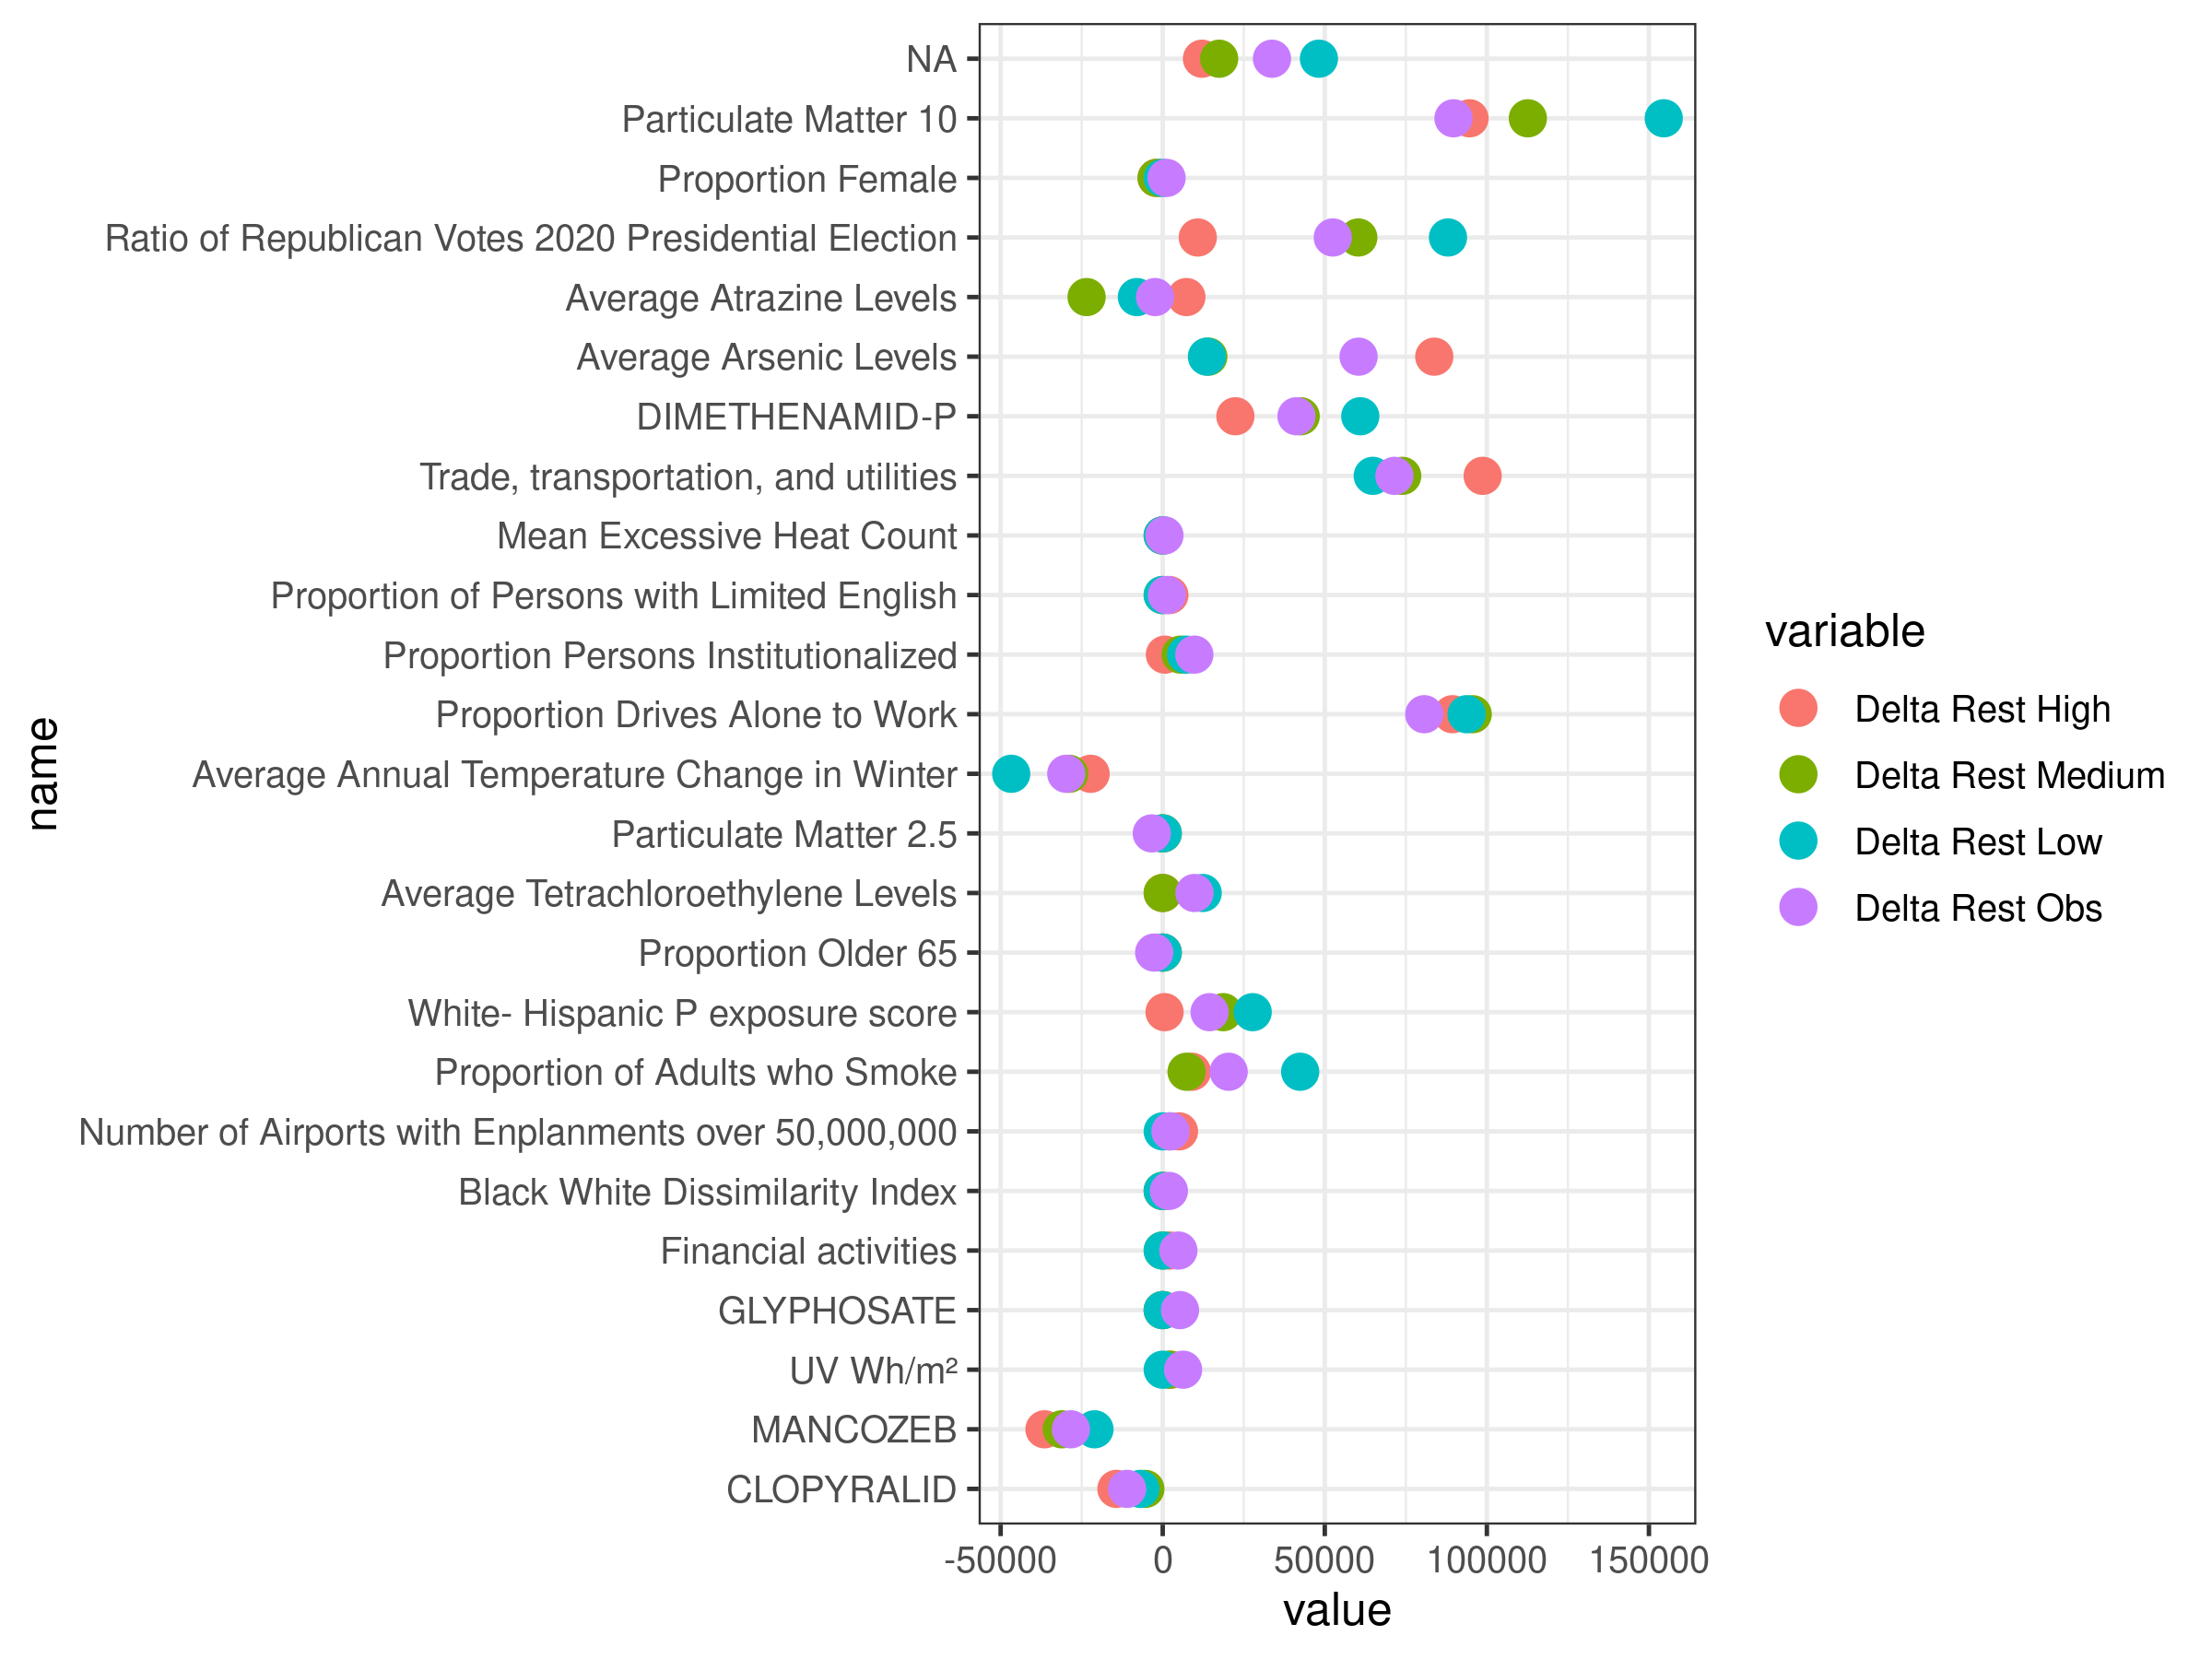 NA
Particulate Matter 10
Proportion Female
Ratio of Republican Votes 2020 Presidential Election
Average Atrazine Levels
Average Arsenic Levels
DIMETHENAMID-P
Trade, transportation, and utilities
Mean Excessive Heat Count
Proportion of Persons with Limited English
Proportion Persons Institutionalized
Proportion Drives Alone to Work
Average Annual Temperature Change in Winter
Particulate Matter 2.5
Average Tetrachloroethylene Levels
Proportion Older 65
White- Hispanic P exposure score
Proportion of Adults who Smoke
Number of Airports with Enplanments over 50,000,000
Black White Dissimilarity Index
Financial activities
GLYPHOSATE
UV Wh/m²
MANCOZEB
CLOPYRALID
name
-50000 0 50000 100000 150000
value
variable
Delta Rest High
Delta Rest Medium
Delta Rest Low
Delta Rest Obs